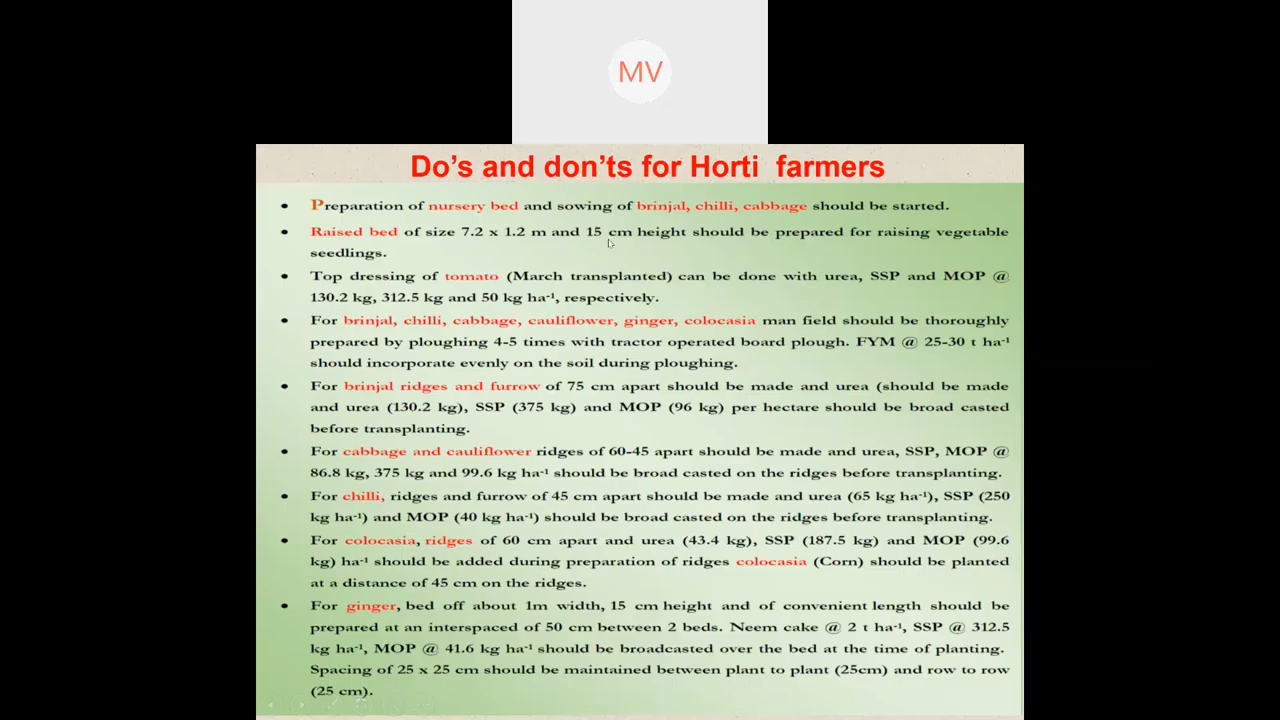 MV
Do's and don'ts for Horti farmers
• Preparation of nursery bed and sowing of brinjal, chilli, cabbage should be started.
• Raised bed of size 7.2 x 1.2 m and 15 cm height should be prepared for raising vegetable
seedlings.
• Top dressing of tomato (March transplanted) can be done with urea, SSP and MOP @
130.2 kg, 312.5 kg and 50 kg ha⁻¹, respectively.
• For brinjal, chilli, cabbage, cauliflower, ginger, colocasia man field should be thoroughly
prepared by ploughing 4-5 times with tractor operated board plough. FYM @ 25-30 t ha⁻¹
should incorporate evenly on the soil during ploughing.
• For brinjal ridges and furrow of 75 cm apart should be made and urea (should be made
and urea (130.2 kg), SSP (375 kg) and MOP (96 kg) per hectare should be broad casted
before transplanting.
• For cabbage and cauliflower ridges of 60-45 apart should be made and urea, SSP, MOP @
86.8 kg, 375 kg and 99.6 kg ha⁻¹ should be broad casted on the ridges before transplanting.
• For chilli, ridges and furrow of 45 cm apart should be made and urea (65 kg ha⁻¹), SSP (250
kg ha⁻¹) and MOP (40 kg ha⁻¹) should be broad casted on the ridges before transplanting.
• For colocasia, ridges of 60 cm apart and urea (43.4 kg), SSP (187.5 kg) and MOP (99.6
kg) ha⁻¹ should be added during preparation of ridges colocasia (Corn) should be planted
at a distance of 45 cm on the ridges.
• For ginger, bed off about 1m width, 15 cm height and of convenient length should be
prepared at an interspaced of 50 cm between 2 beds. Neem cake @ 2 t ha⁻¹, SSP @ 312.5
kg ha⁻¹, MOP @ 41.6 kg ha⁻¹ should be broadcasted over the bed at the time of planting.
Spacing of 25 x 25 cm should be maintained between plant to plant (25cm) and row to row
(25 cm).